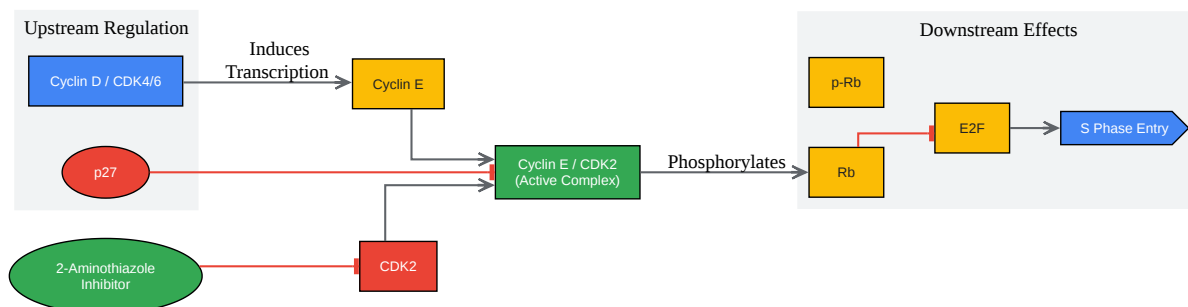 Upstream Regulation
Downstream Effects
Induces
Transcription
Cyclin D / CDK4/6
Cyclin E
p-Rb
E2F
S Phase Entry
p27
Cyclin E / CDK2
(Active Complex)
Phosphorylates
Rb
2-Aminothiazole
Inhibitor
CDK2